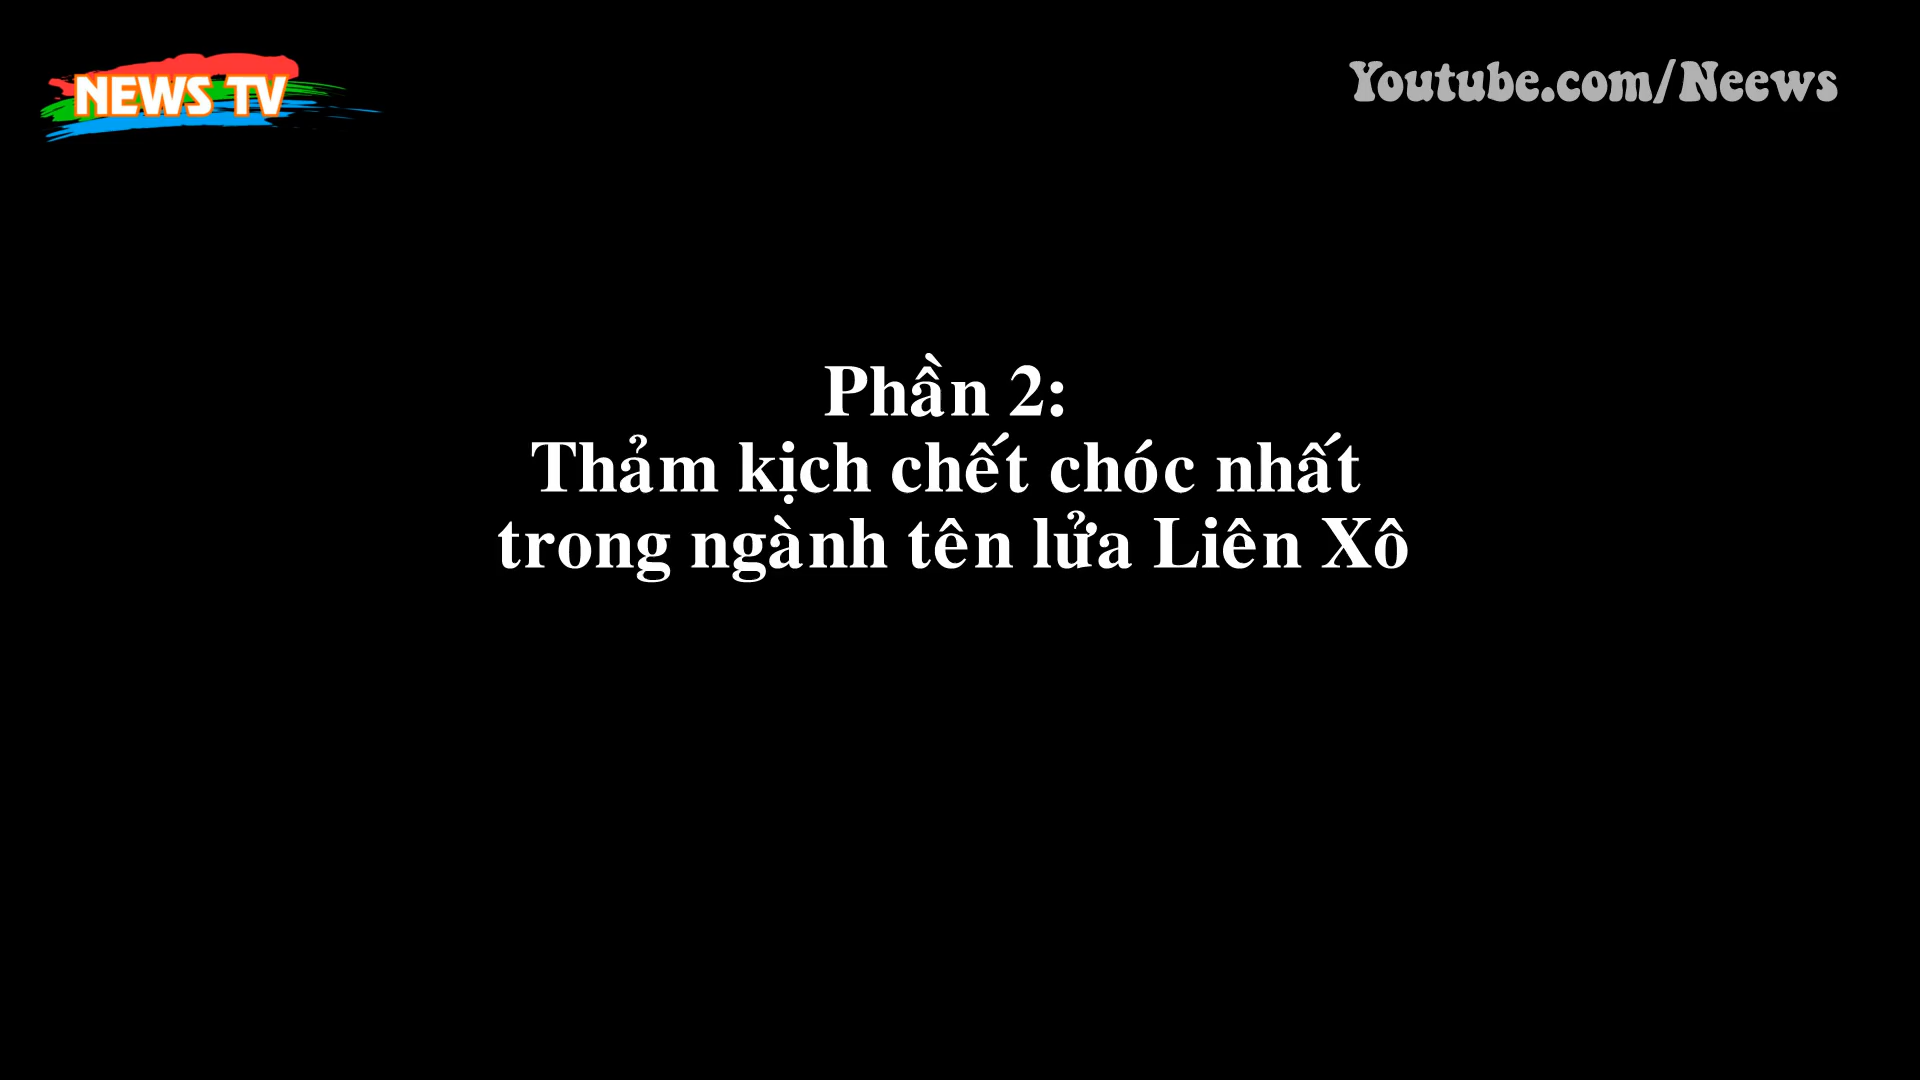 NEWS TV
Youtube.com/Neews
Phần 2:
Thảm kịch chết chóc nhất
trong ngành tên lửa Liên Xô